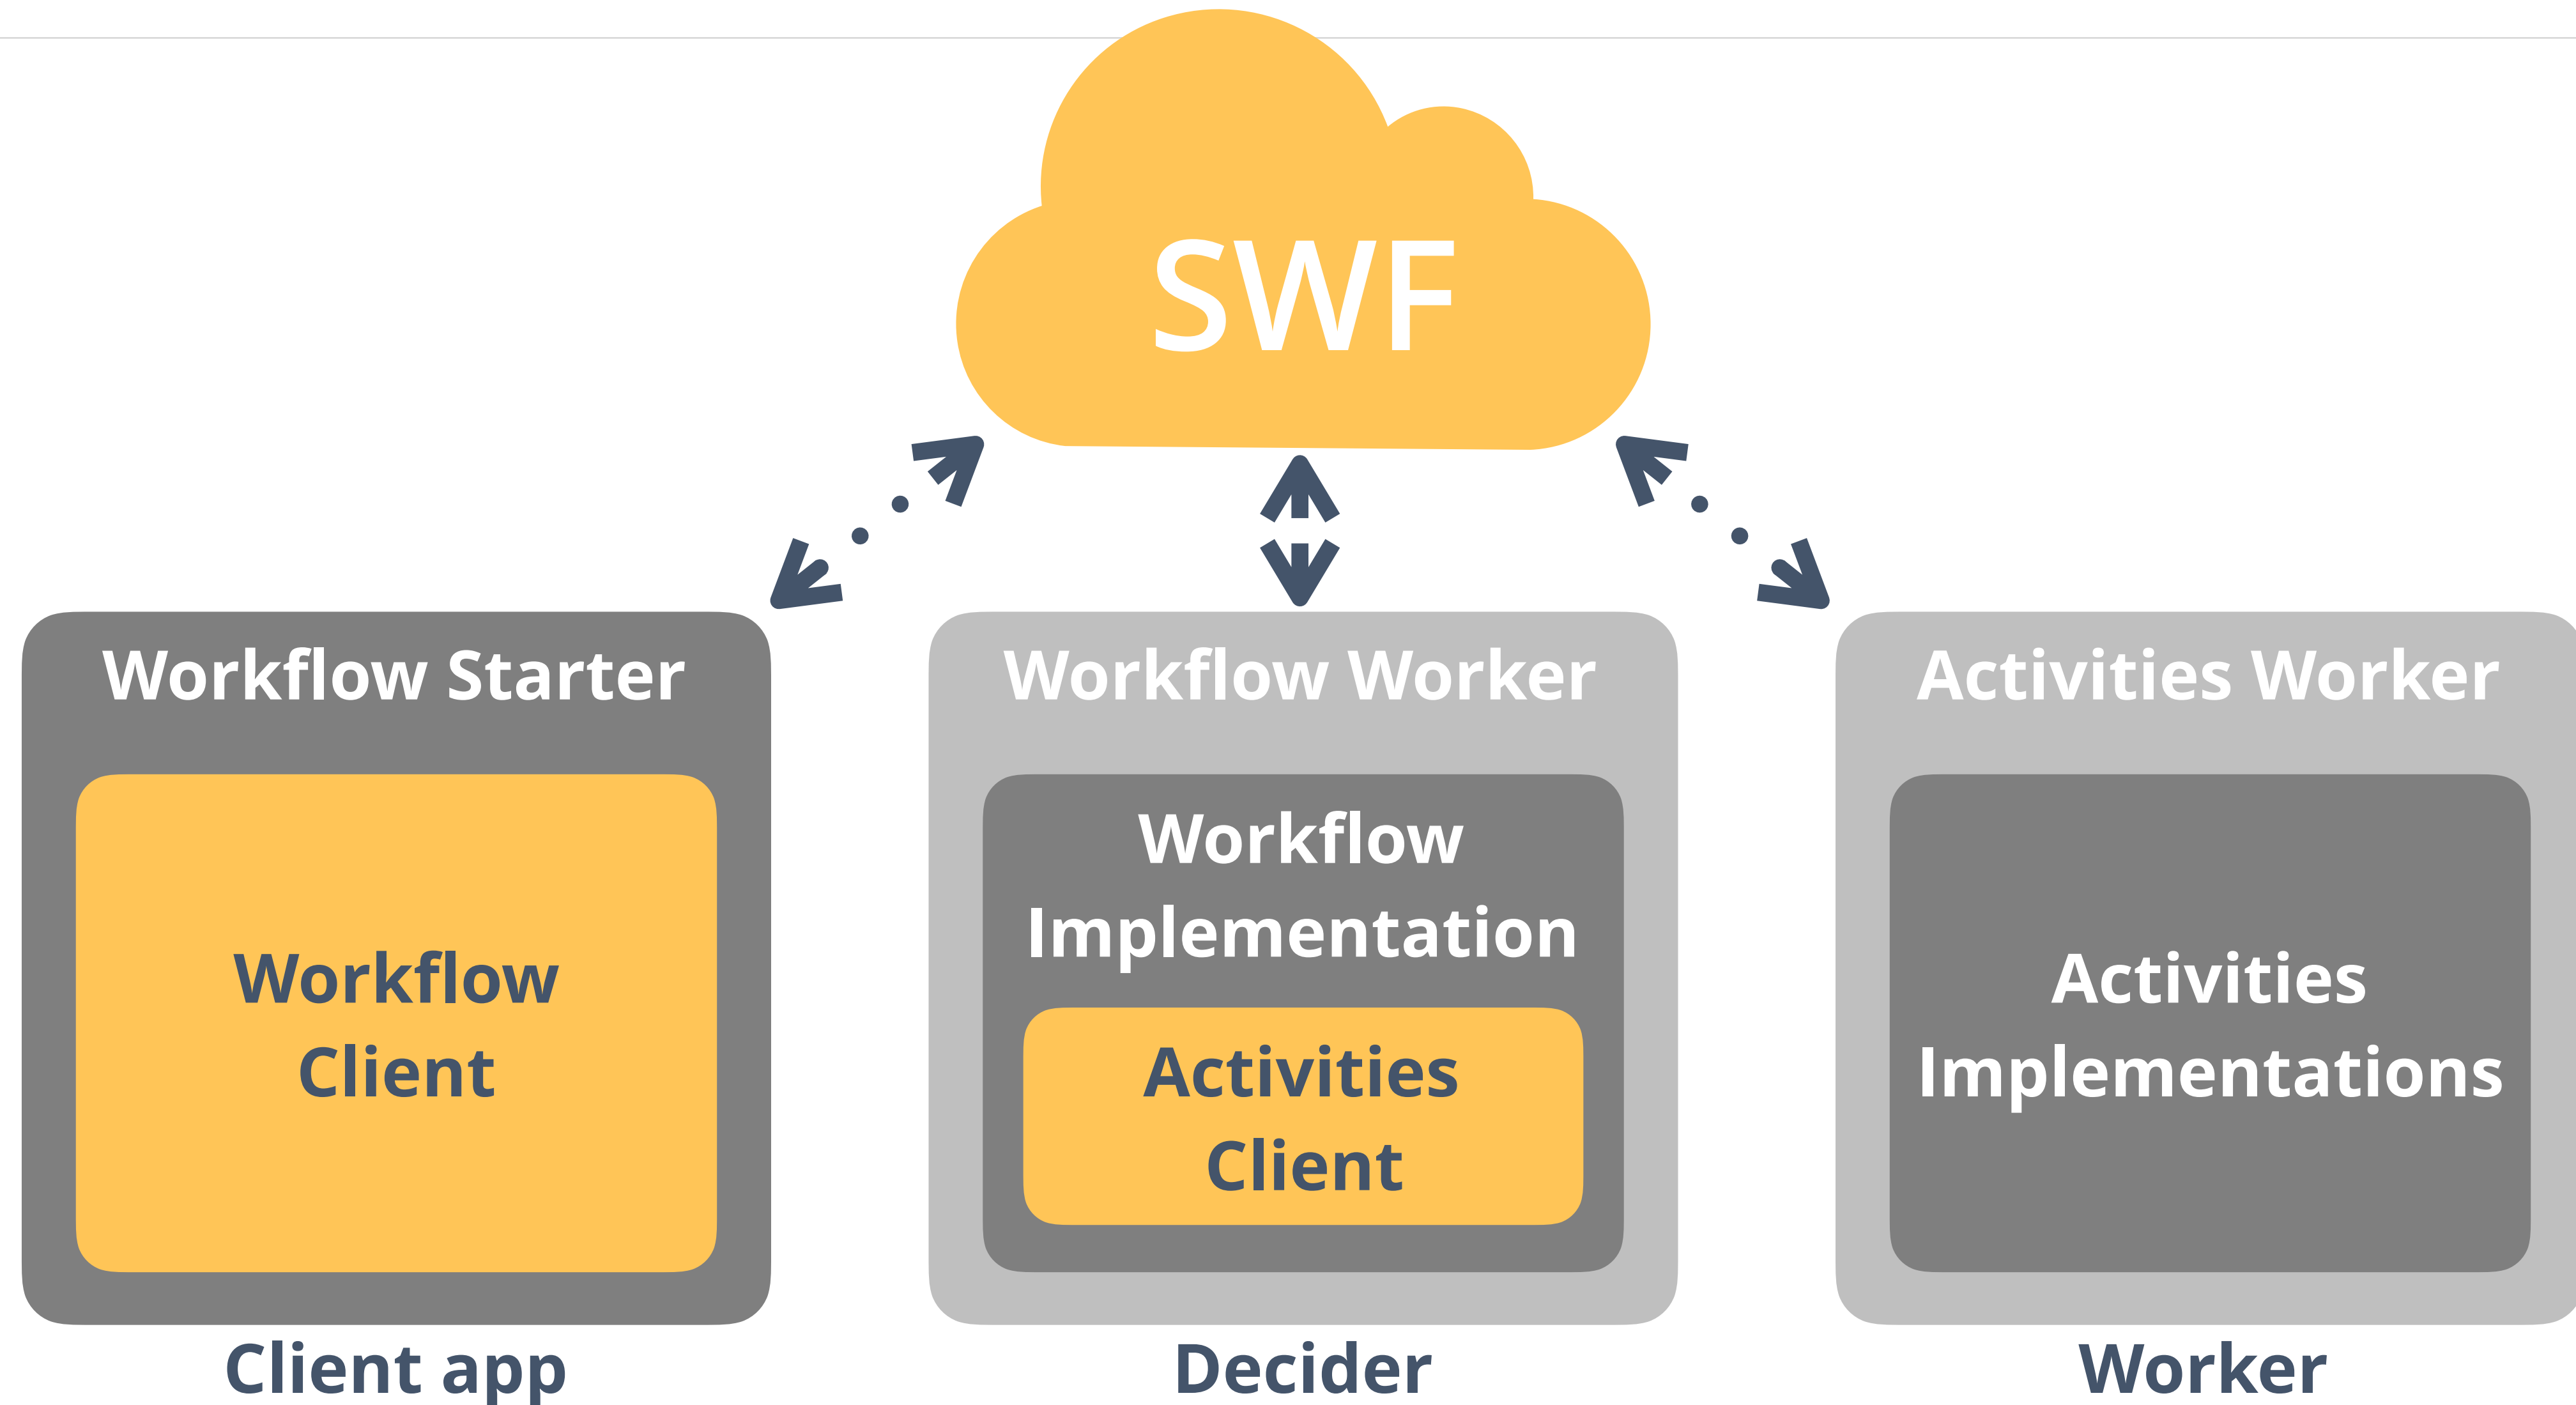 SWF
Workflow Starter
Workflow
Client
Client app
Workflow Worker
Workflow
Implementation
Activities
Client
Decider
Activities Worker
Activities
Implementations
Worker